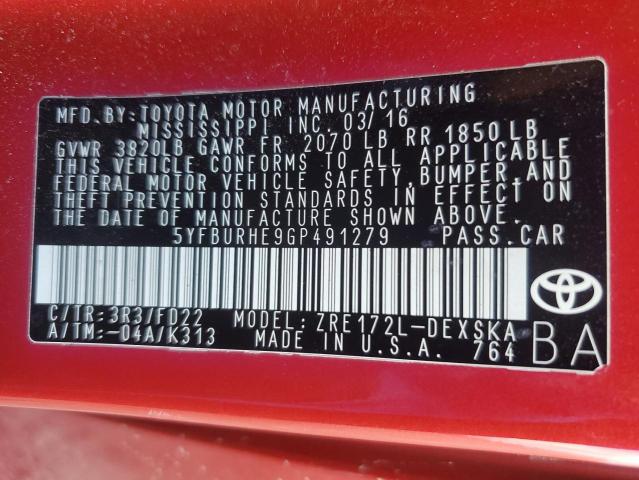 MFD.BY:TOYOTA MOTOR MANUFACTURING
MISSISSIPPI INC. 03/16
GVWR 3820LB GAWR FR 2070 LB RR 1850 LB
THIS VEHICLE CONFORMS TO ALL APPLICABLE
FEDERAL MOTOR VEHICLE SAFETY,BUMPER,AND
THEFT PREVENTION STANDARDS IN EFFECT ON
THE DATE OF MANUFACTURE SHOWN ABOVE.
5YFBURHE9GP491279 PASS.CAR
C/TR:3R3/FD22 MODEL:ZRE172L-DEXSKA
A/TM:-04A/K313 MADE IN U.S.A. 764
BA